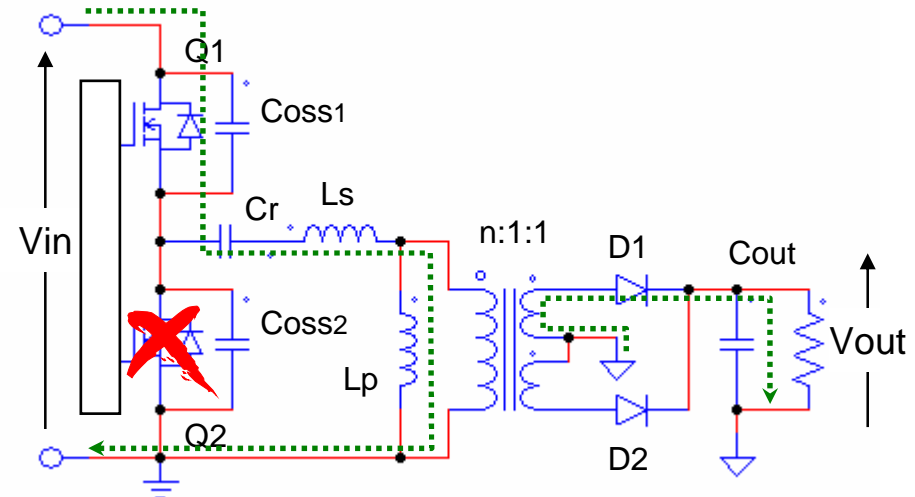 Q1
Coss1
Cr
Ls
Vin
n:1:1
D1
Cout
Coss2
Lp
Vout
Q2
D2